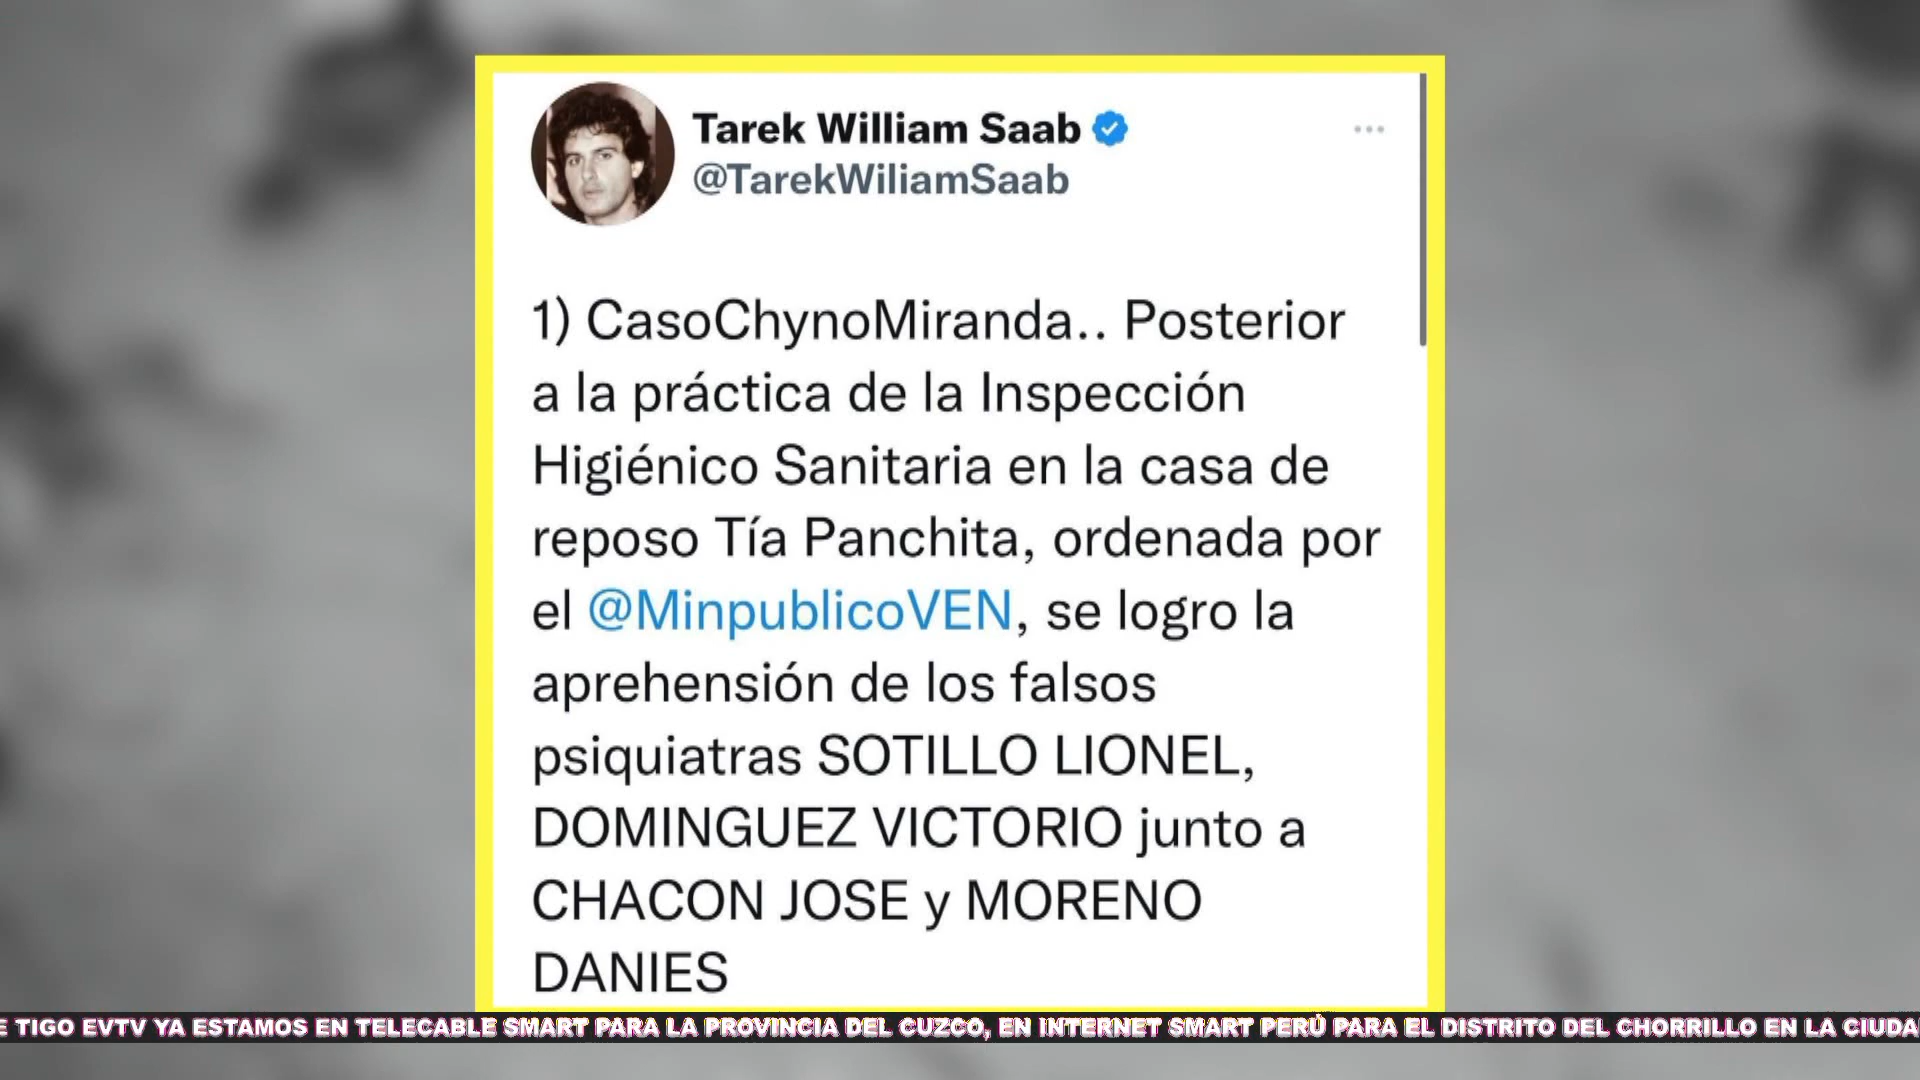 Tarek William Saab
@TarekWiliamSaab
1) CasoChynoMiranda.. Posterior
a la práctica de la Inspección
Higiénico Sanitaria en la casa de
reposo Tía Panchita, ordenada por
el @MinpublicoVEN, se logro la
aprehensión de los falsos
psiquiatras SOTILLO LIONEL,
DOMINGUEZ VICTORIO junto a
CHACON JOSE y MORENO
DANIES
E TIGO EVTV YA ESTAMOS EN TELECABLE SMART PARA LA PROVINCIA DEL CUZCO, EN INTERNET SMART PERÚ PARA EL DISTRITO DEL CHORRILLO EN LA CIUDA